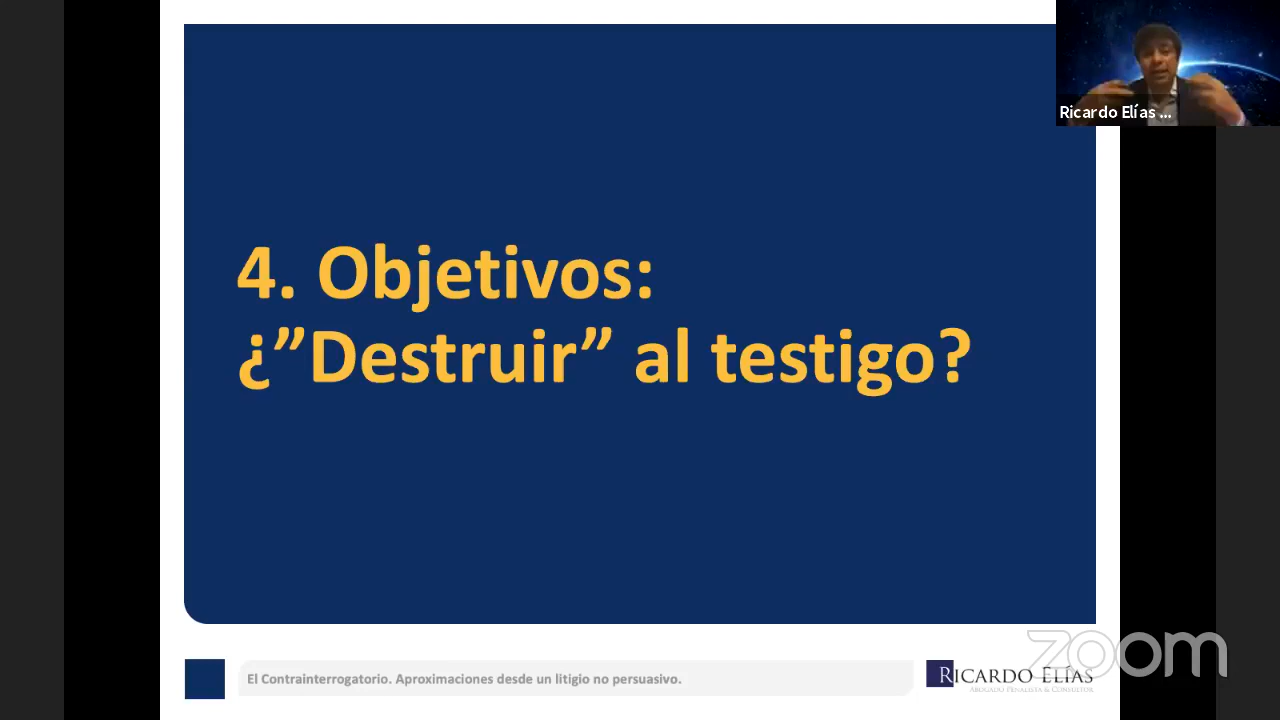 Ricardo Elías ...
4. Objetivos:
¿”Destruir” al testigo?
El Contrainterrogatorio. Aproximaciones desde un litigio no persuasivo.
RICARDO ELÍAS
ABOGADO PENALISTA & CONSULTOR
zoom